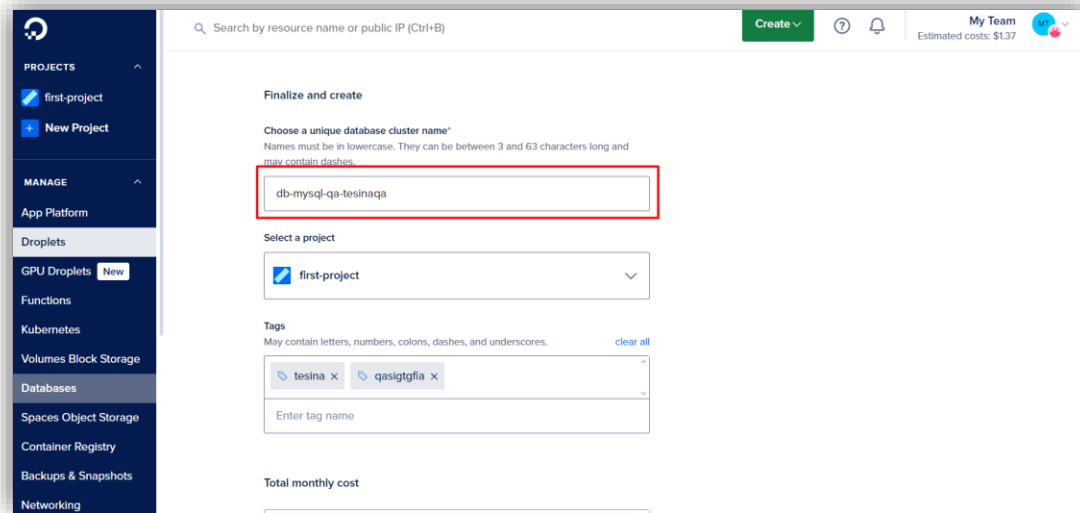 Search by resource name or public IP (Ctrl+B)
Create
My Team
Estimated costs: $1.37
MT
PROJECTS
first-project
New Project
MANAGE
App Platform
Droplets
GPU Droplets New
Functions
Kubernetes
Volumes Block Storage
Databases
Spaces Object Storage
Container Registry
Backups & Snapshots
Networking
Finalize and create
Choose a unique database cluster name*
Names must be in lowercase. They can be between 3 and 63 characters long and
may contain dashes.
db-mysql-qa-tesinaqa
Select a project
first-project
Tags
May contain letters, numbers, colons, dashes, and underscores. clear all
tesina × qasigtgfia ×
Enter tag name
Total monthly cost